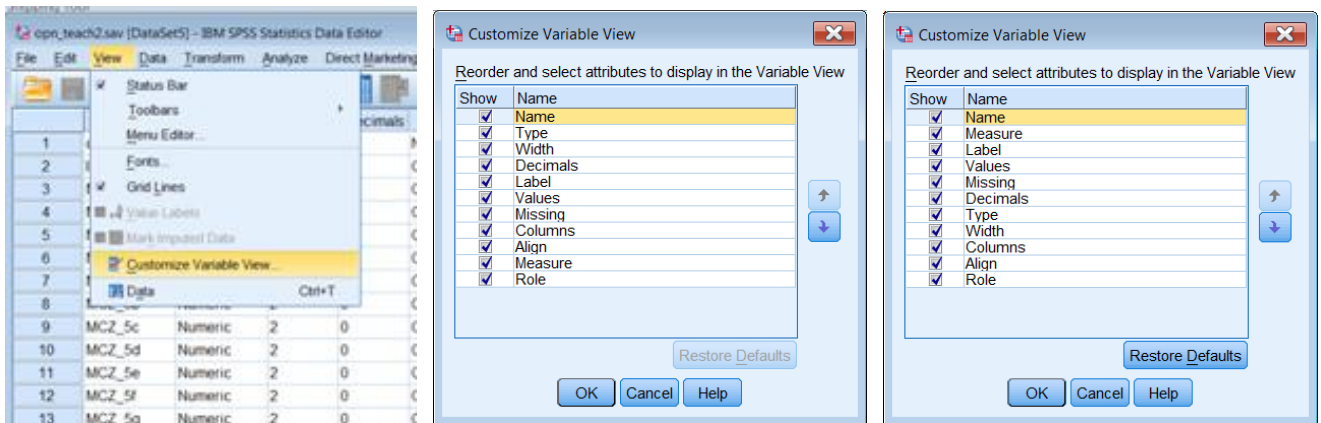 opn_teach2.sav [DataSet5] - IBM SPSS Statistics Data Editor
File Edit View Data Transform Analyze Direct Marketing
Status Bar
Toolbars
Menu Editor...
Fonts...
Grid Lines
Value Labels
Mark Imputed Data
Customize Variable View...
Data Ctrl+T
1
2
3
4
5
6
7
8
9 MCZ_5c Numeric 2 0
10 MCZ_5d Numeric 2 0
11 MCZ_5e Numeric 2 0
12 MCZ_5f Numeric 2 0
13 MCZ_5g Numeric 2 0
Customize Variable View
Reorder and select attributes to display in the Variable View
Show Name
Name
Type
Width
Decimals
Label
Values
Missing
Columns
Align
Measure
Role
Restore Defaults
OK Cancel Help
Customize Variable View
Reorder and select attributes to display in the Variable View
Show Name
Name
Measure
Label
Values
Missing
Decimals
Type
Width
Columns
Align
Role
Restore Defaults
OK Cancel Help